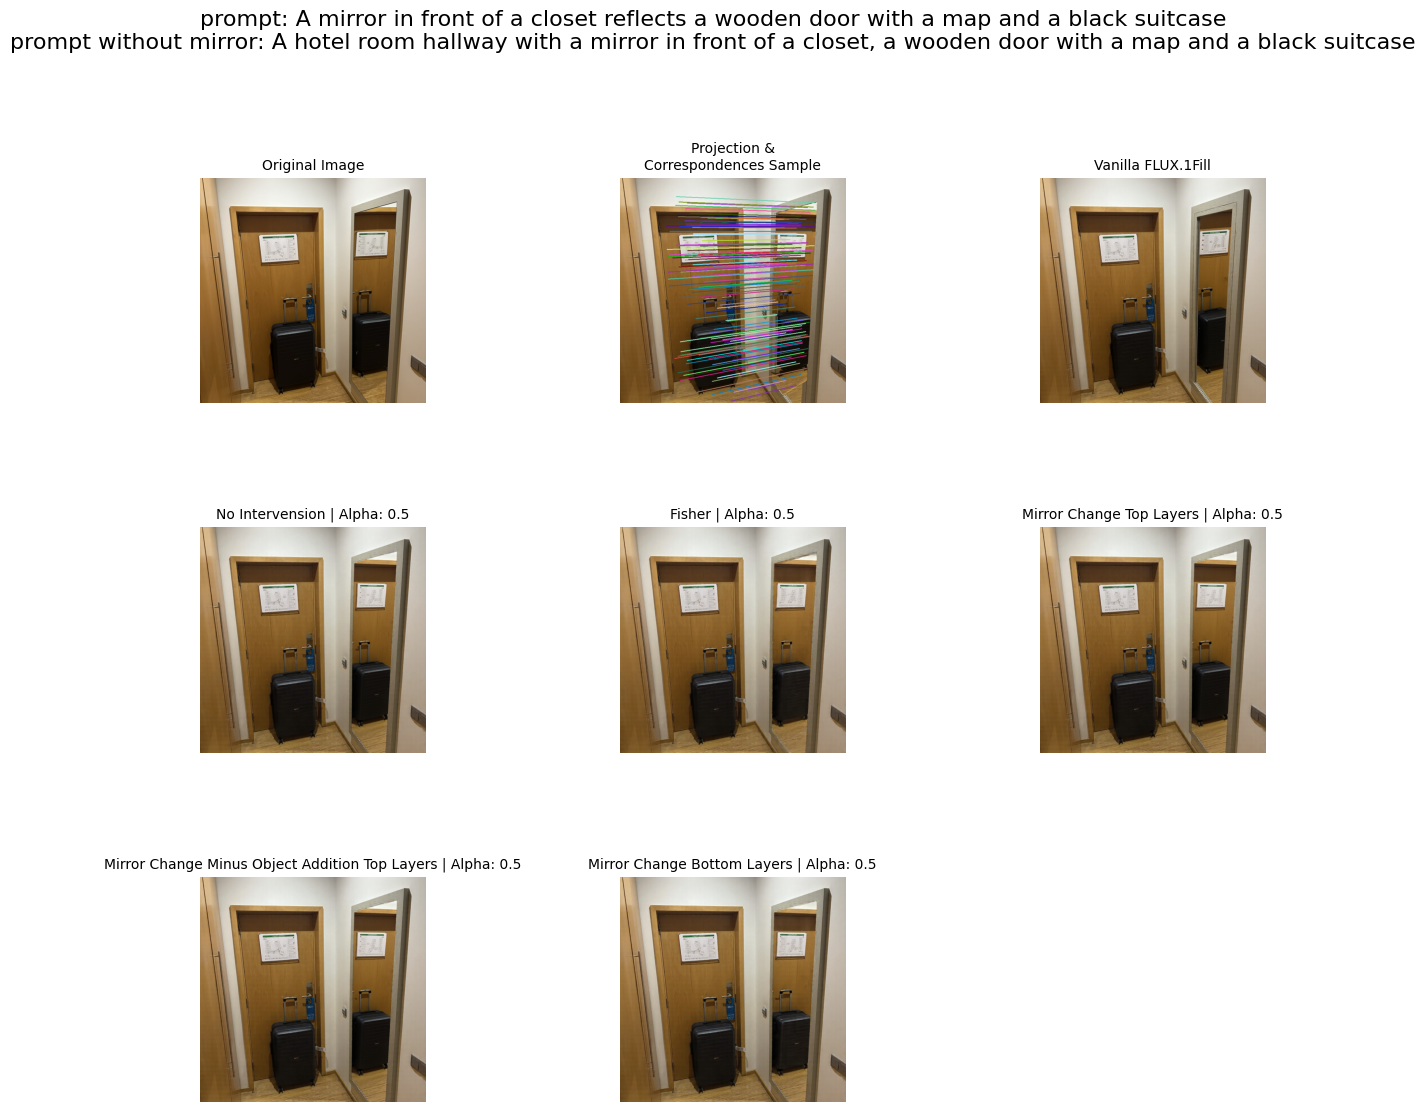 prompt: A mirror in front of a closet reflects a wooden door with a map and a black suitcase
prompt without mirror: A hotel room hallway with a mirror in front of a closet, a wooden door with a map and a black suitcase
Original Image
Projection &
Correspondences Sample
Vanilla FLUX.1Fill
No Intervension | Alpha: 0.5
Fisher | Alpha: 0.5
Mirror Change Top Layers | Alpha: 0.5
Mirror Change Minus Object Addition Top Layers | Alpha: 0.5
Mirror Change Bottom Layers | Alpha: 0.5